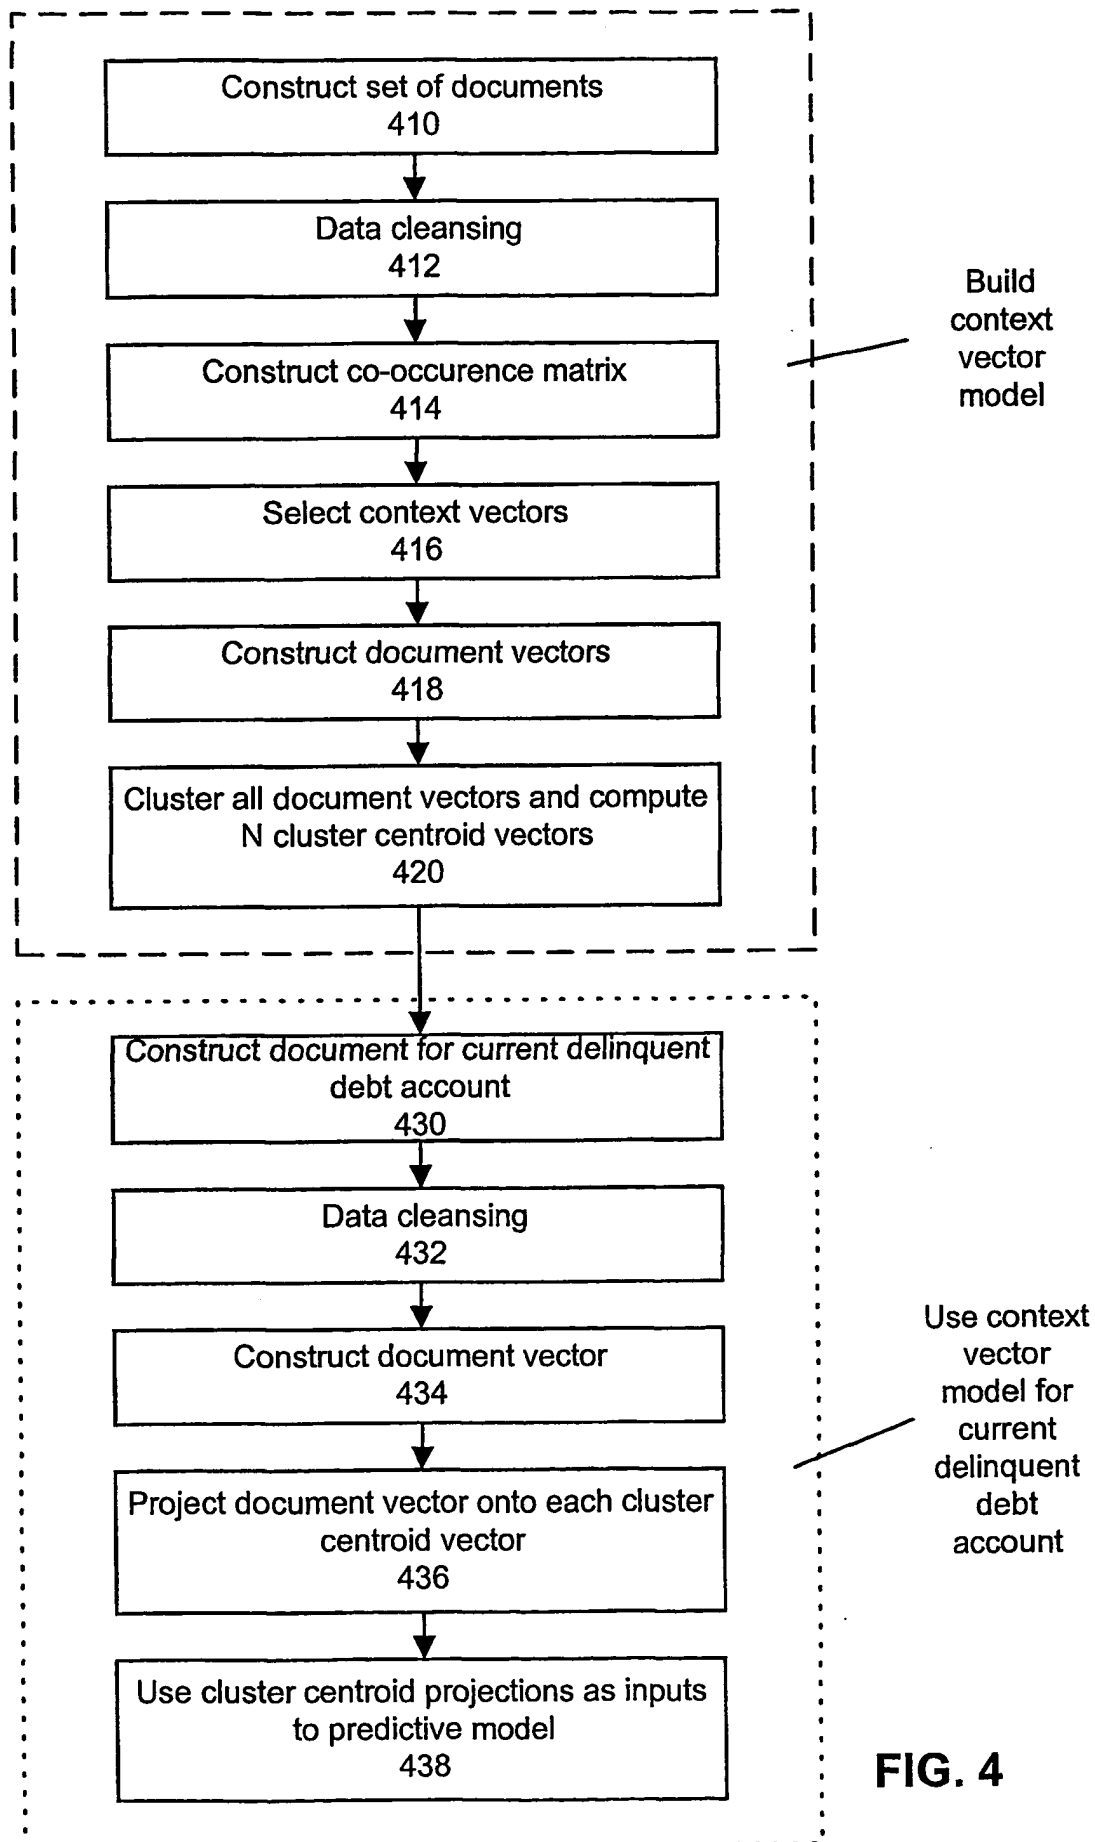 Construct set of documents
410
Data cleansing
412
Construct co-occurence matrix
414
Select context vectors
416
Construct document vectors
418
Cluster all document vectors and compute
N cluster centroid vectors
420
Build
context
vector
model
Construct document for current delinquent
debt account
430
Data cleansing
432
Construct document vector
434
Project document vector onto each cluster
centroid vector
436
Use cluster centroid projections as inputs
to predictive model
438
Use context
vector
model for
current
delinquent
debt
account
FIG. 4